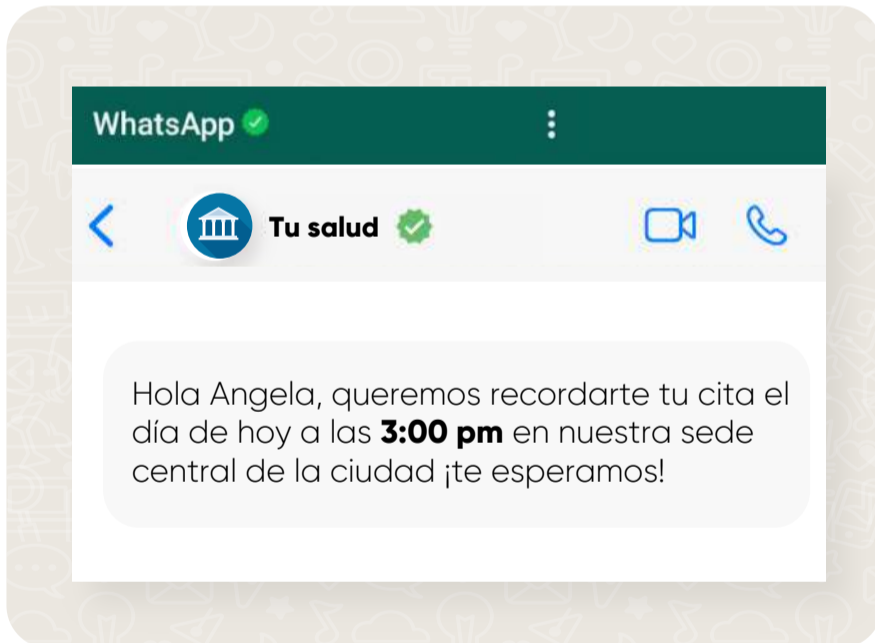 WhatsApp
Tu salud
Hola Angela, queremos recordarte tu cita el
día de hoy a las 3:00 pm en nuestra sede
central de la ciudad ¡te esperamos!